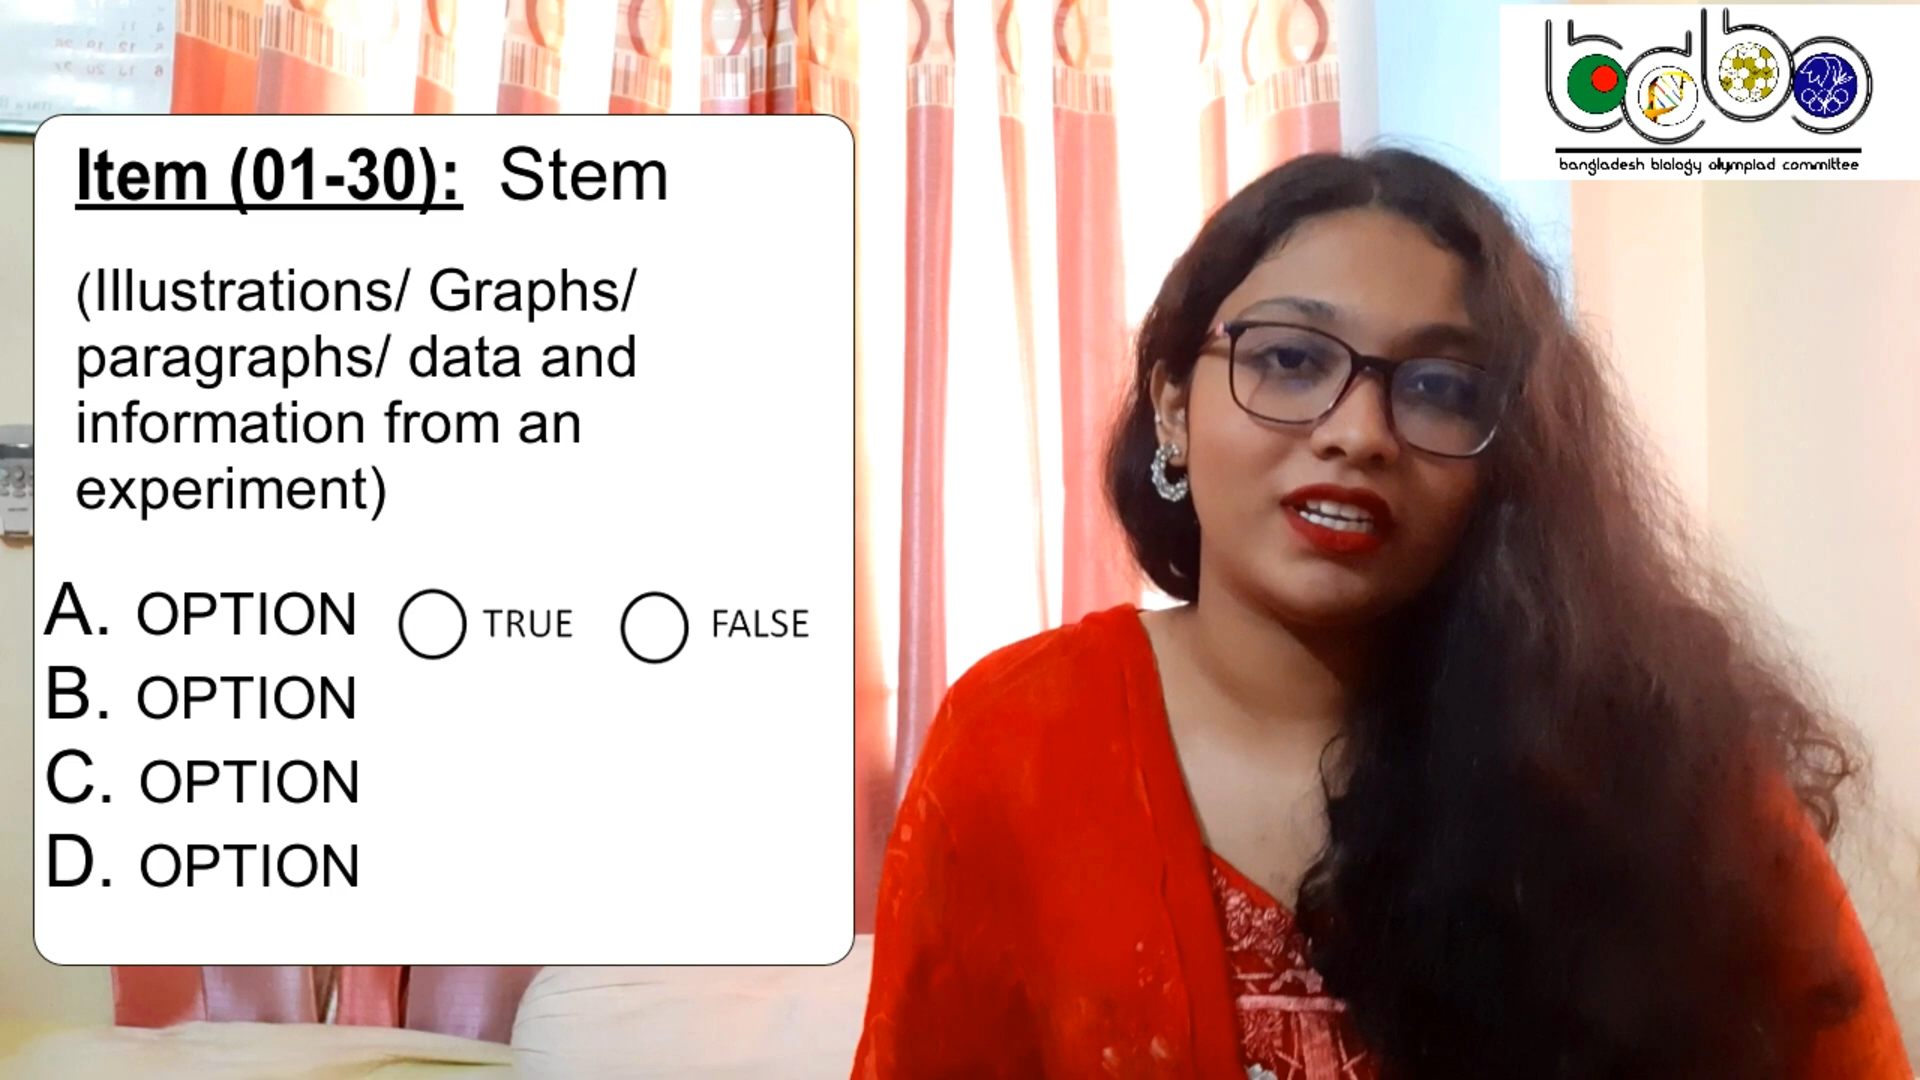 Item (01-30): Stem
(Illustrations/ Graphs/
paragraphs/ data and
information from an
experiment)
A. OPTION TRUE FALSE
B. OPTION
C. OPTION
D. OPTION
bdbo
bangladesh biology olympiad committee